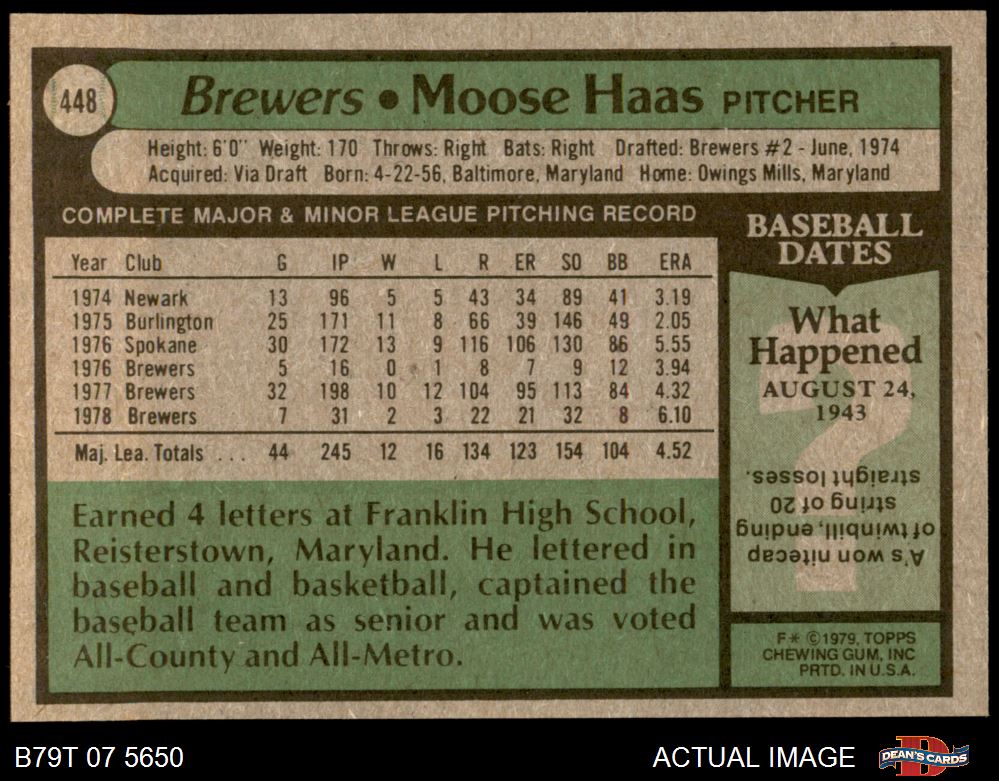 448
Brewers • Moose Haas PITCHER
Height: 6'0" Weight: 170 Throws: Right Bats: Right Drafted: Brewers #2 - June, 1974
Acquired: Via Draft Born: 4-22-56, Baltimore, Maryland Home: Owings Mills, Maryland
COMPLETE MAJOR & MINOR LEAGUE PITCHING RECORD
Year Club G IP W L R ER SO BB ERA
1974 Newark 13 96 5 5 43 34 89 41 3.19
1975 Burlington 25 171 11 8 66 39 146 49 2.05
1976 Spokane 30 172 13 9 116 106 130 86 5.55
1976 Brewers 5 16 0 1 8 7 9 12 3.94
1977 Brewers 32 198 10 12 104 95 113 84 4.32
1978 Brewers 7 31 2 3 22 21 32 8 6.10
Maj. Lea. Totals ... 44 245 12 16 134 123 154 104 4.52
Earned 4 letters at Franklin High School,
Reisterstown, Maryland. He lettered in
baseball and basketball, captained the
baseball team as senior and was voted
All-County and All-Metro.
BASEBALL
DATES
What
Happened
AUGUST 24,
1943
?
A's won nitecap
of twinbill, ending
string of 20
straight losses.
F* ©1979, TOPPS
CHEWING GUM, INC
PRTD. IN U.S.A.
B79T 07 5650
ACTUAL IMAGE
DEAN'S CARDS